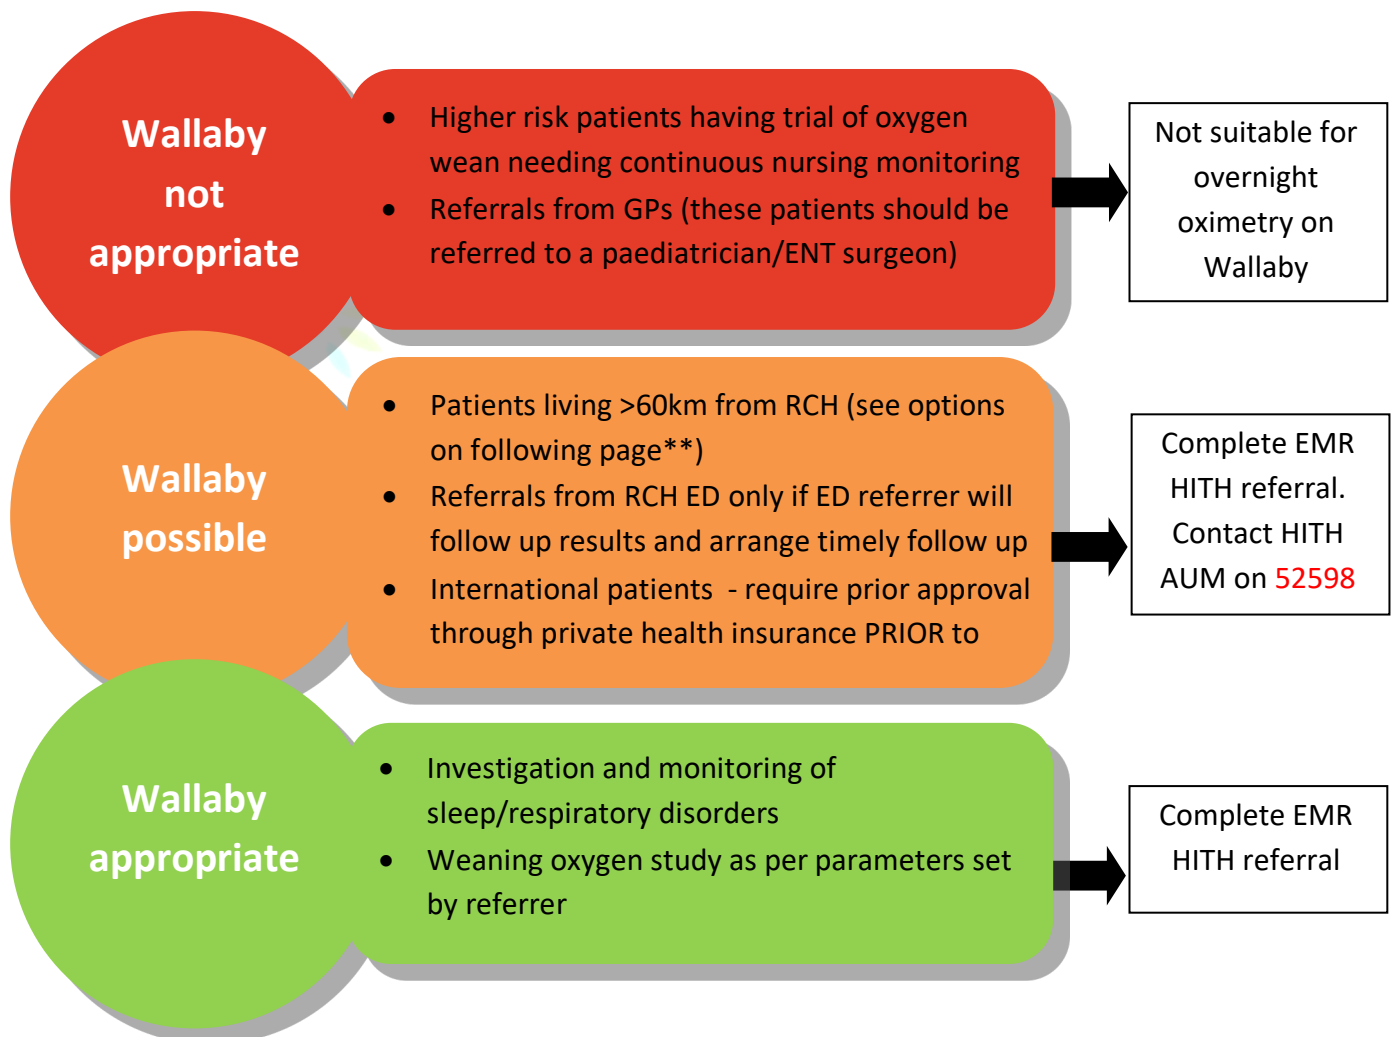 Wallaby
not
appropriate
• Higher risk patients having trial of oxygen
wean needing continuous nursing monitoring
• Referrals from GPs (these patients should be
referred to a paediatrician/ENT surgeon)
Not suitable for
overnight
oximetry on
Wallaby
Wallaby
possible
• Patients living >60km from RCH (see options
on following page**)
• Referrals from RCH ED only if ED referrer will
follow up results and arrange timely follow up
• International patients - require prior approval
through private health insurance PRIOR to
Complete EMR
HITH referral.
Contact HITH
AUM on 52598
Wallaby
appropriate
• Investigation and monitoring of
sleep/respiratory disorders
• Weaning oxygen study as per parameters set
by referrer
Complete EMR
HITH referral